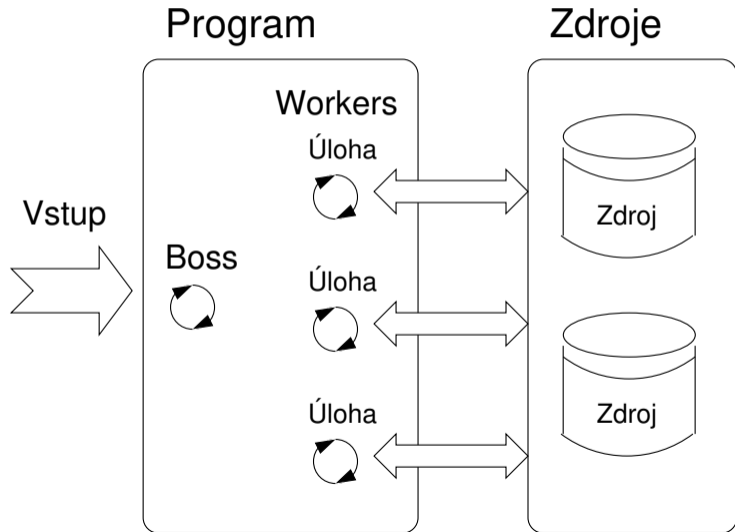 Program
Zdroje
Workers
Úloha
Vstup
Zdroj
Boss
Úloha
Úloha
Zdroj